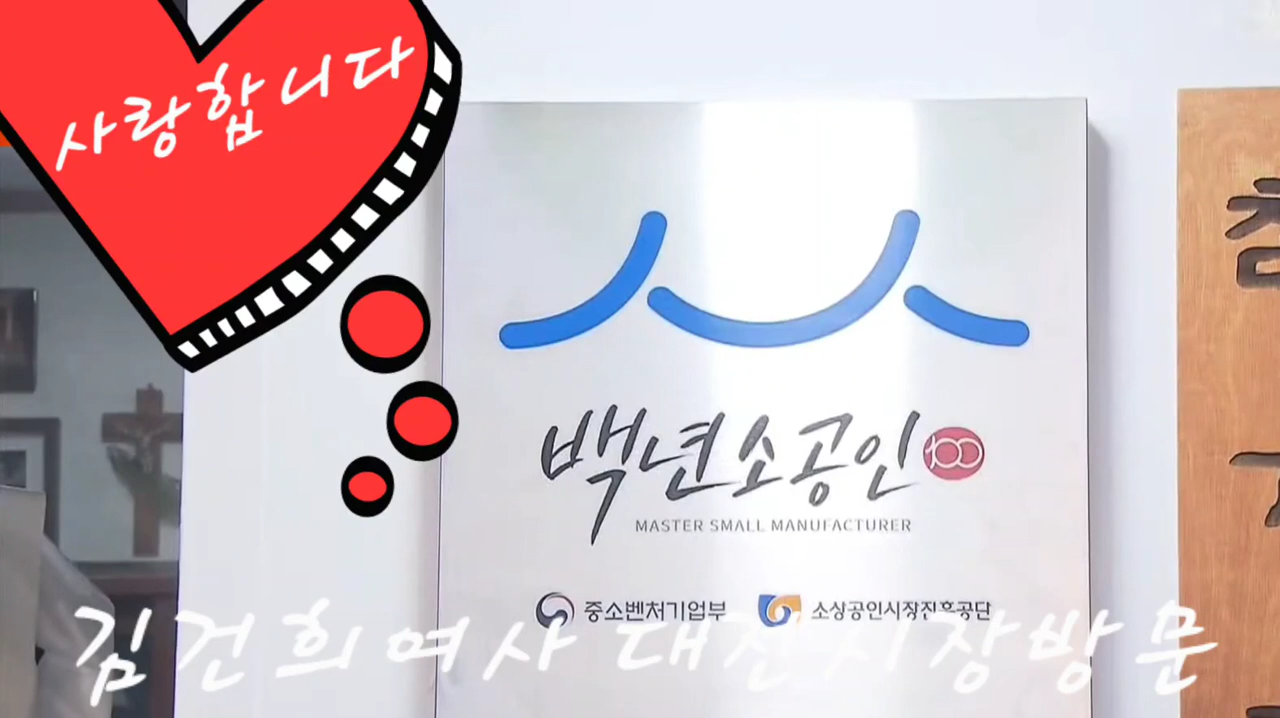 사랑합니다
백년소공인 100
MASTER SMALL MANUFACTURER
중소벤처기업부 소상공인시장진흥공단
김건희여사 대전시장방문
참